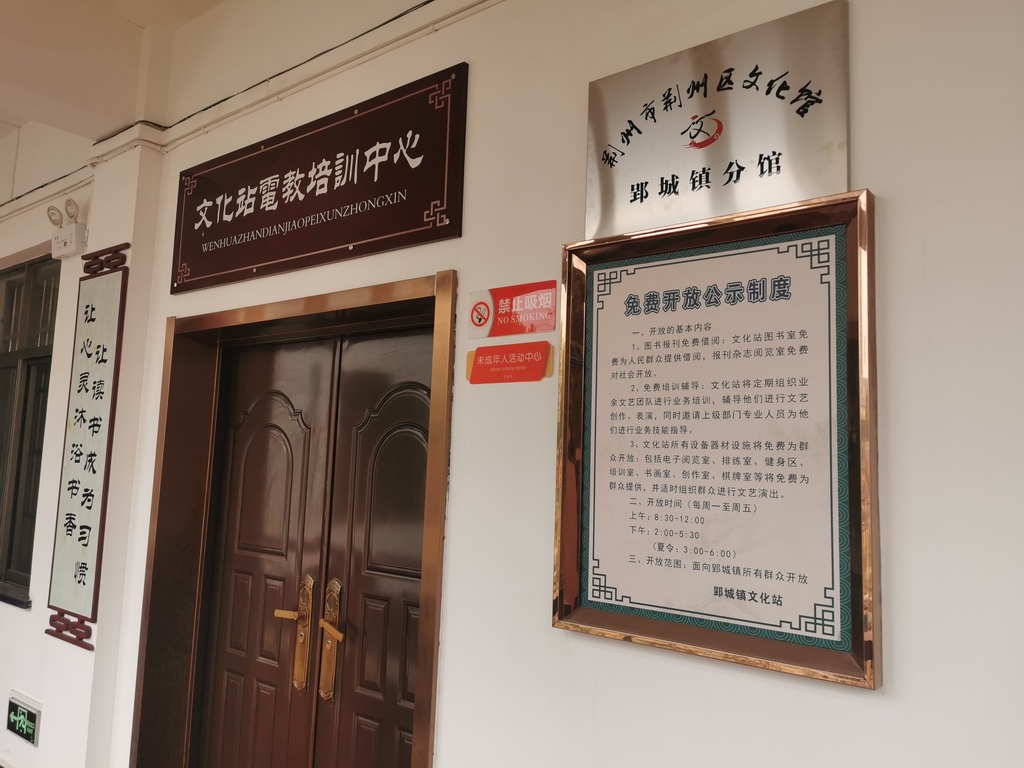 让读书成为习惯
让心灵沐浴书香
文化站電教培訓中心
WENHUAZHANDIANJIAOPEIXUNZHONGXIN
禁止吸烟
NO SMOKING
未成年人活动中心
荆州市荆州区文化馆
郢城镇分馆
免费开放公示制度
一、开放的基本内容
1、图书报刊免费借阅：文化站图书室免
费为人民群众提供借阅，报刊杂志阅览室免费
对社会开放。
2、免费培训辅导：文化站将定期组织业
余文艺团队进行业务培训，辅导他们进行文艺
创作、表演，同时邀请上级部门专业人员为他
们进行业务技能指导。
3、文化站所有设备器材设施将免费为群
众开放：包括电子阅览室、排练室、健身区、
培训室、书画室、创作室、棋牌室等将免费为
群众提供，并适时组织群众进行文艺演出。
二、开放时间（每周一至周五）
上午：8:30-12:00
下午：2:00-5:30
（夏令：3:00-6:00）
三、开放范围：面向郢城镇所有群众开放
郢城镇文化站